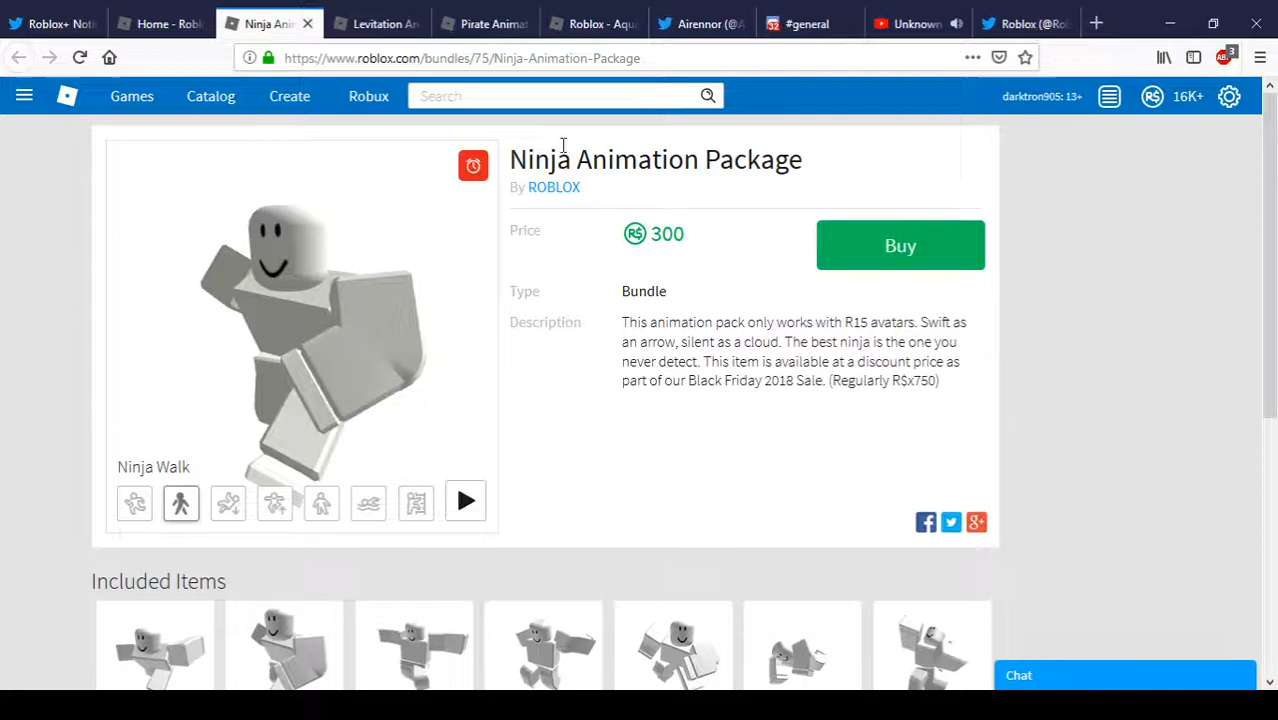 Roblox+ Noti
Home - Robl
Ninja Ani
Levitation An
Pirate Animat
Roblox - Aqu
Airennor (@A
32
#general
Unknown
Roblox (@Rob
https://www.roblox.com/bundles/75/Ninja-Animation-Package
3
Games
Catalog
Create
Robux
Search
darktron905: 13+
R$
16K+
Ninja Animation Package
By ROBLOX
Price
R$ 300
Buy
Type
Bundle
Description
This animation pack only works with R15 avatars. Swift as
an arrow, silent as a cloud. The best ninja is the one you
never detect. This item is available at a discount price as
part of our Black Friday 2018 Sale. (Regularly R$x750)
Ninja Walk
Included Items
Chat